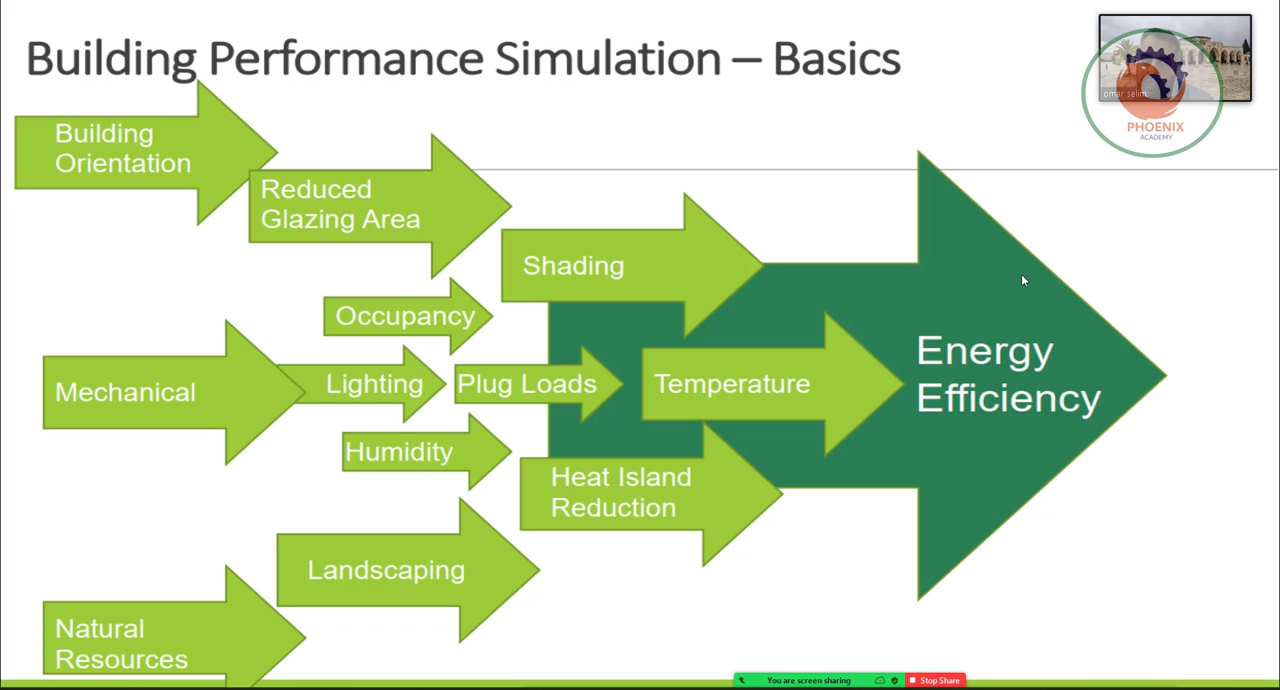 Building Performance Simulation – Basics
omar selim
PHOENIX
ACADEMY
Building
Orientation
Reduced
Glazing Area
Shading
Occupancy
Mechanical
Lighting
Plug Loads
Temperature
Energy
Efficiency
Humidity
Heat Island
Reduction
Landscaping
Natural
Resources
You are screen sharing
Stop Share